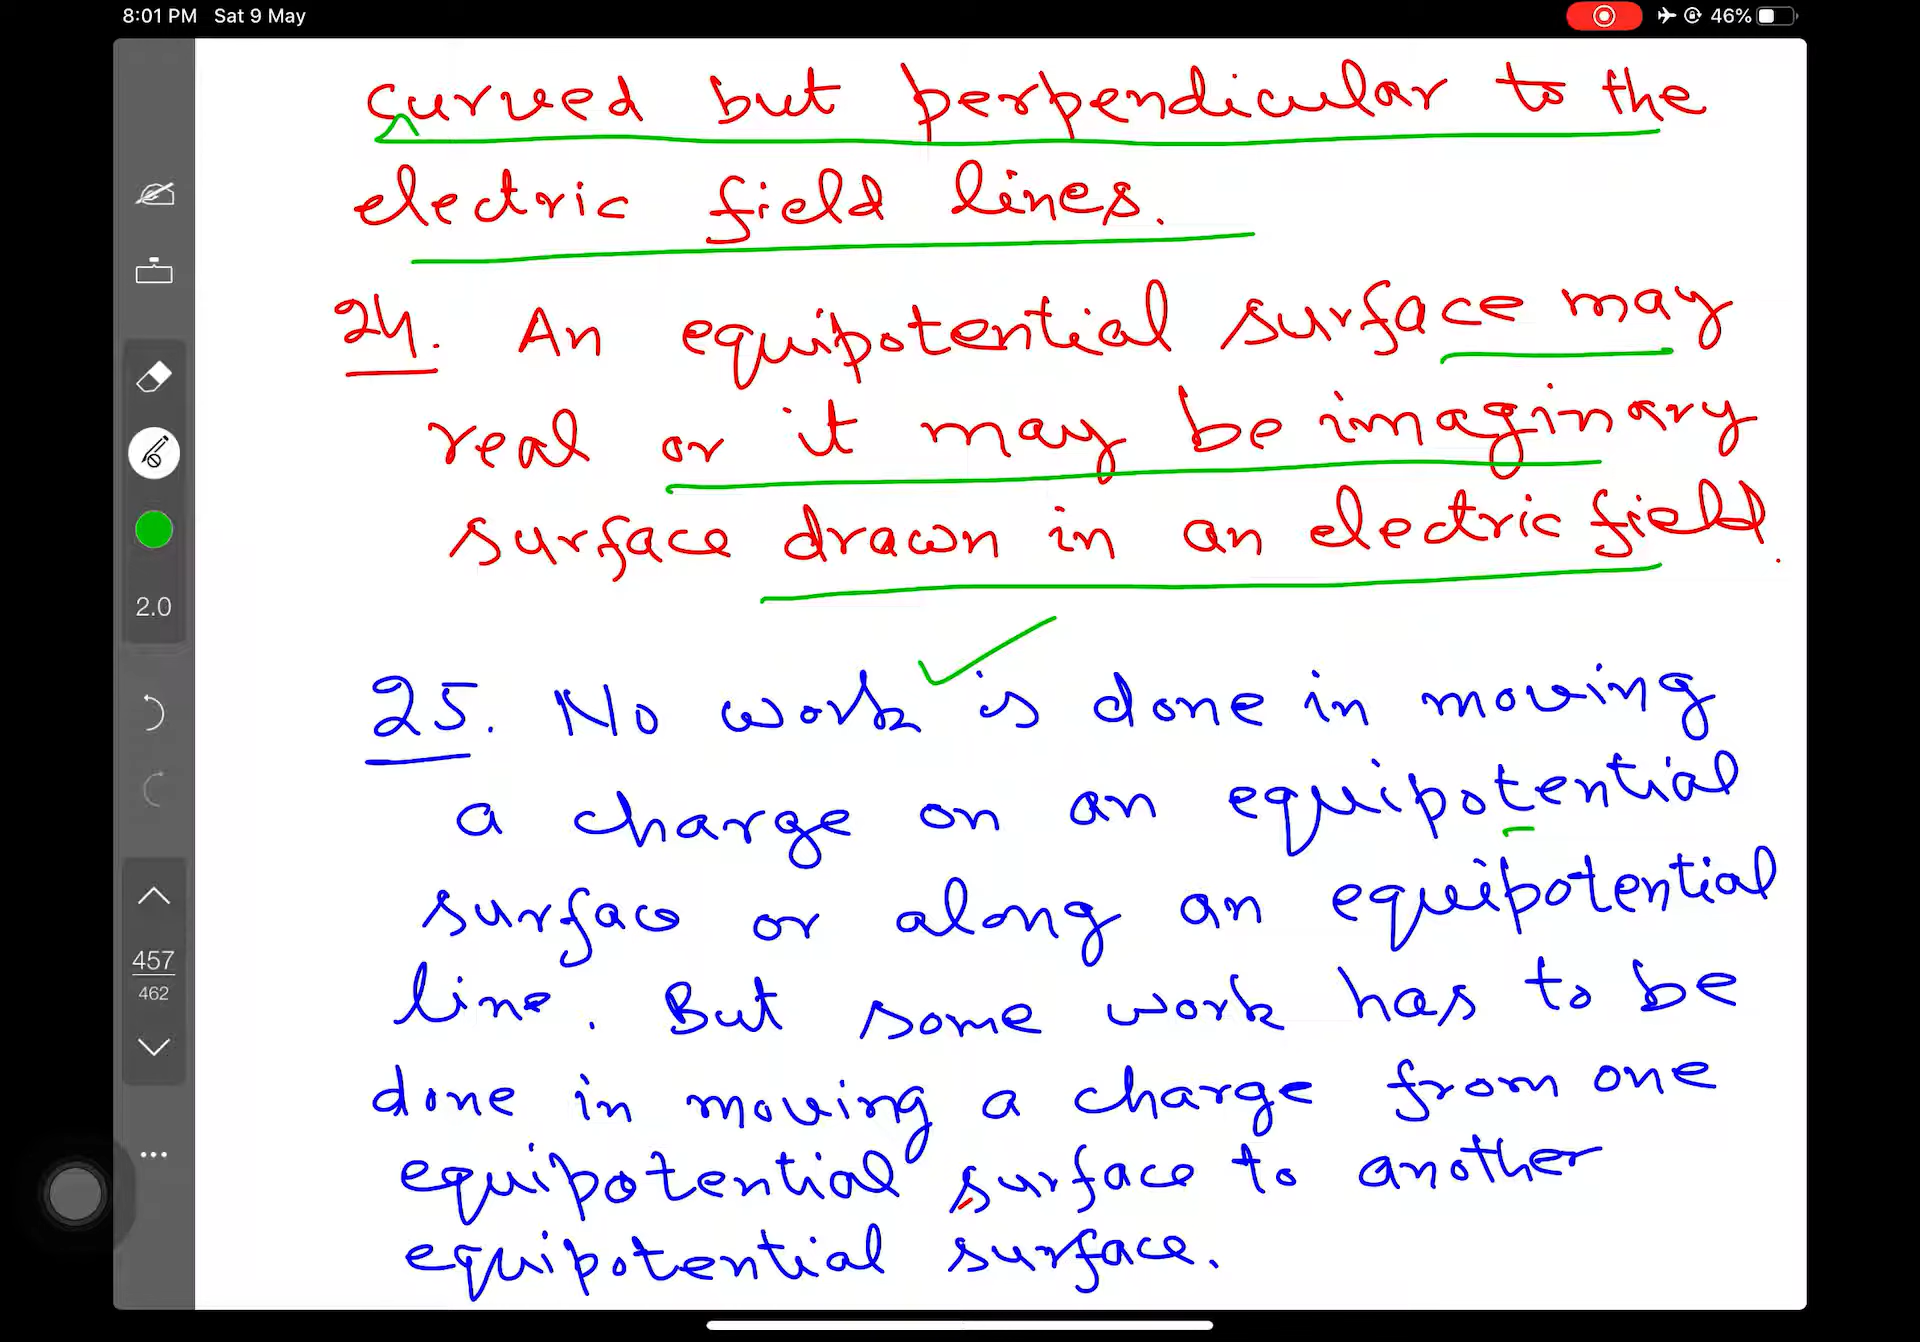 8:01 PM Sat 9 May
46%
curved but perpendicular to the
electric field lines.
24. An equipotential surface may
real or it may be imaginary
surface drawn in an electric field.
25. No work is done in moving
a charge on an equipotential
surface or along an equipotential
line. But some work has to be
done in moving a charge from one
equipotential surface to another
equipotential surface.
2.0
457
462